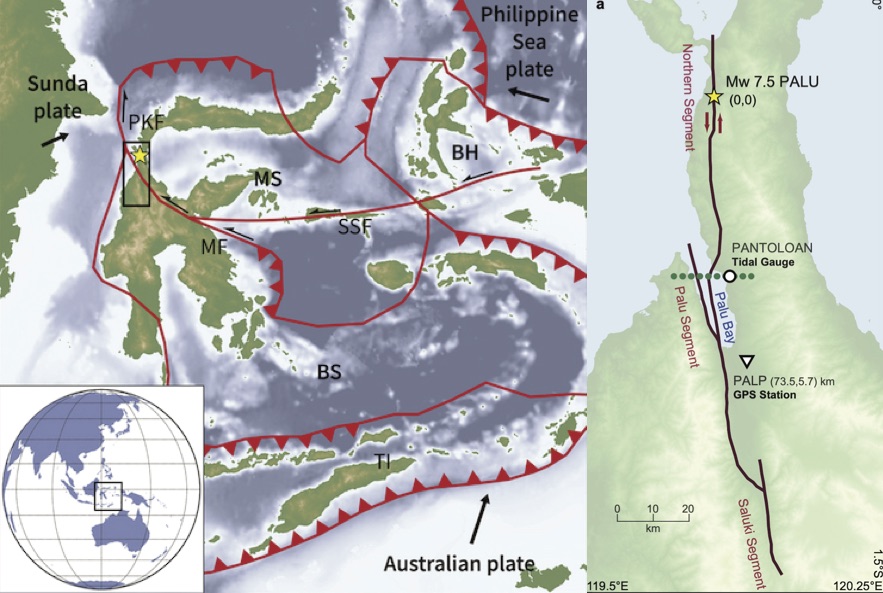 Philippine
Sea
plate
Sunda
plate
PKF
BH
MS
SSF
MF
BS
TI
Australian plate
a
0°
Northern Segment
Mw 7.5 PALU
(0,0)
PANTOLOAN
Tidal Gauge
Palu Segment
Palu Bay
PALP (73.5,5.7) km
GPS Station
Saluki Segment
0 10 20
km
119.5°E
120.25°E
1.5°S